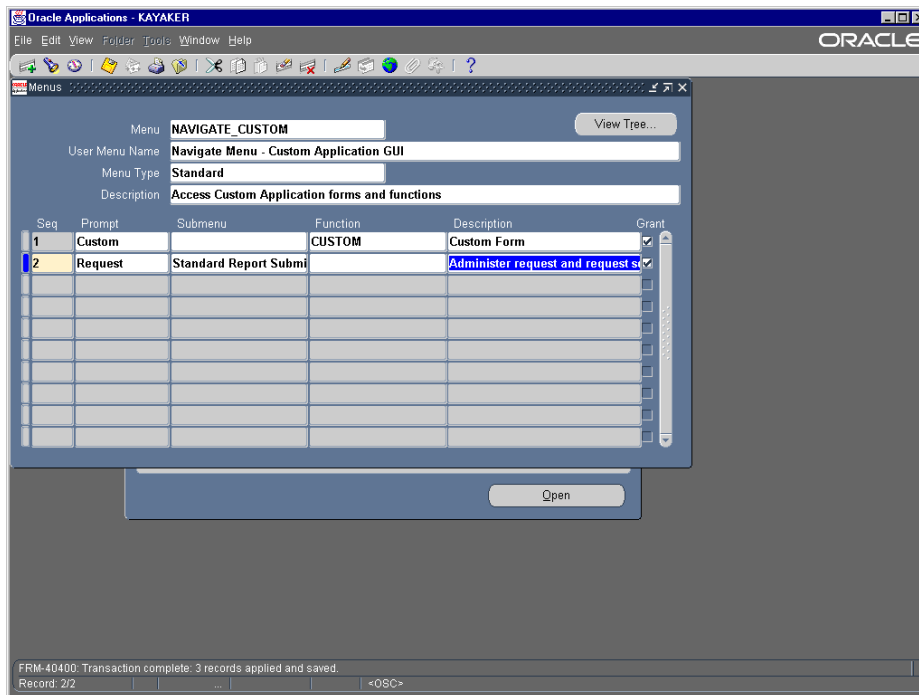 Oracle Applications - KAYAKER
File Edit View Folder Tools Window Help
ORACLE
Menus
Menu NAVIGATE_CUSTOM View Tree...
User Menu Name Navigate Menu - Custom Application GUI
Menu Type Standard
Description Access Custom Application forms and functions
Seq Prompt Submenu Function Description Grant
1 Custom CUSTOM Custom Form
2 Request Standard Report Submi Administer request and request s
Open
FRM-40400: Transaction complete: 3 records applied and saved.
Record: 2/2 ... <OSC>